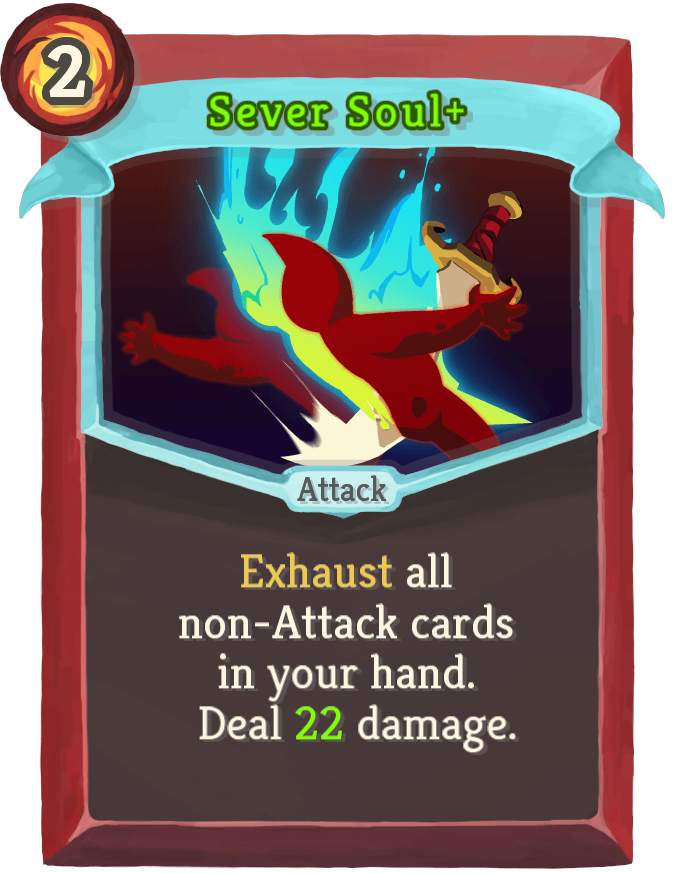 2
Sever Soul+
Attack
Exhaust all
non-Attack cards
in your hand.
Deal 22 damage.